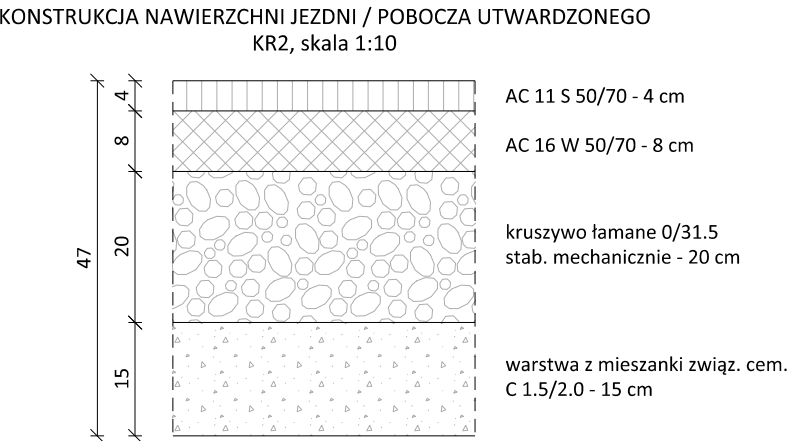 KONSTRUKCJA NAWIERZCHNI JEZDNI / POBOCZA UTWARDZONEGO
KR2, skala 1:10
4
AC 11 S 50/70 - 4 cm
8
AC 16 W 50/70 - 8 cm
47
20
kruszywo łamane 0/31.5
stab. mechanicznie - 20 cm
15
warstwa z mieszanki związ. cem.
C 1.5/2.0 - 15 cm